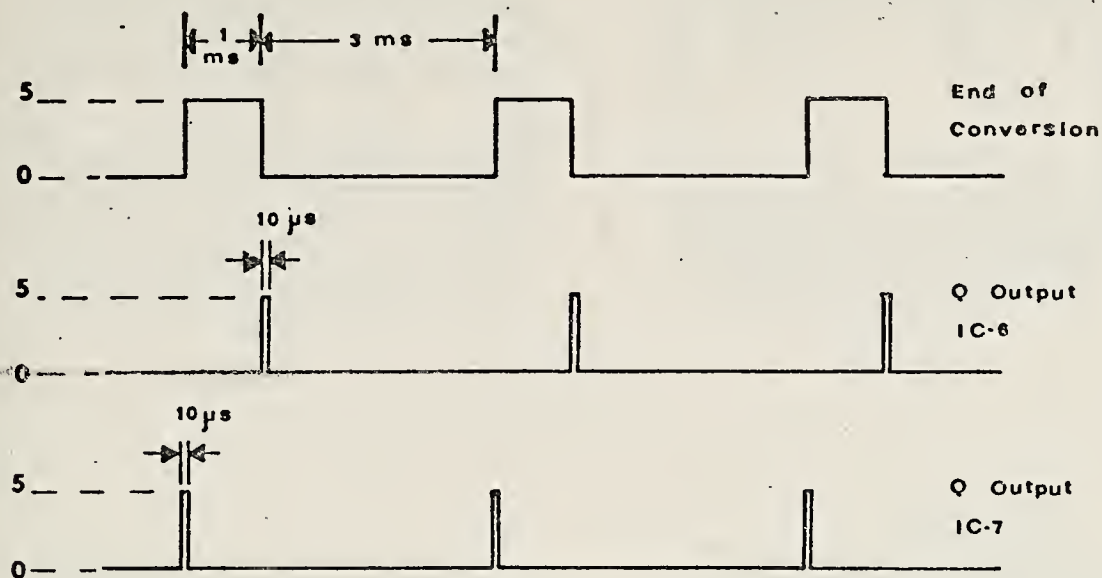 1
ms
3 ms
5
0
End of
Conversion
10 µs
5
0
Q Output
IC-6
10 µs
5
0
Q Output
IC-7